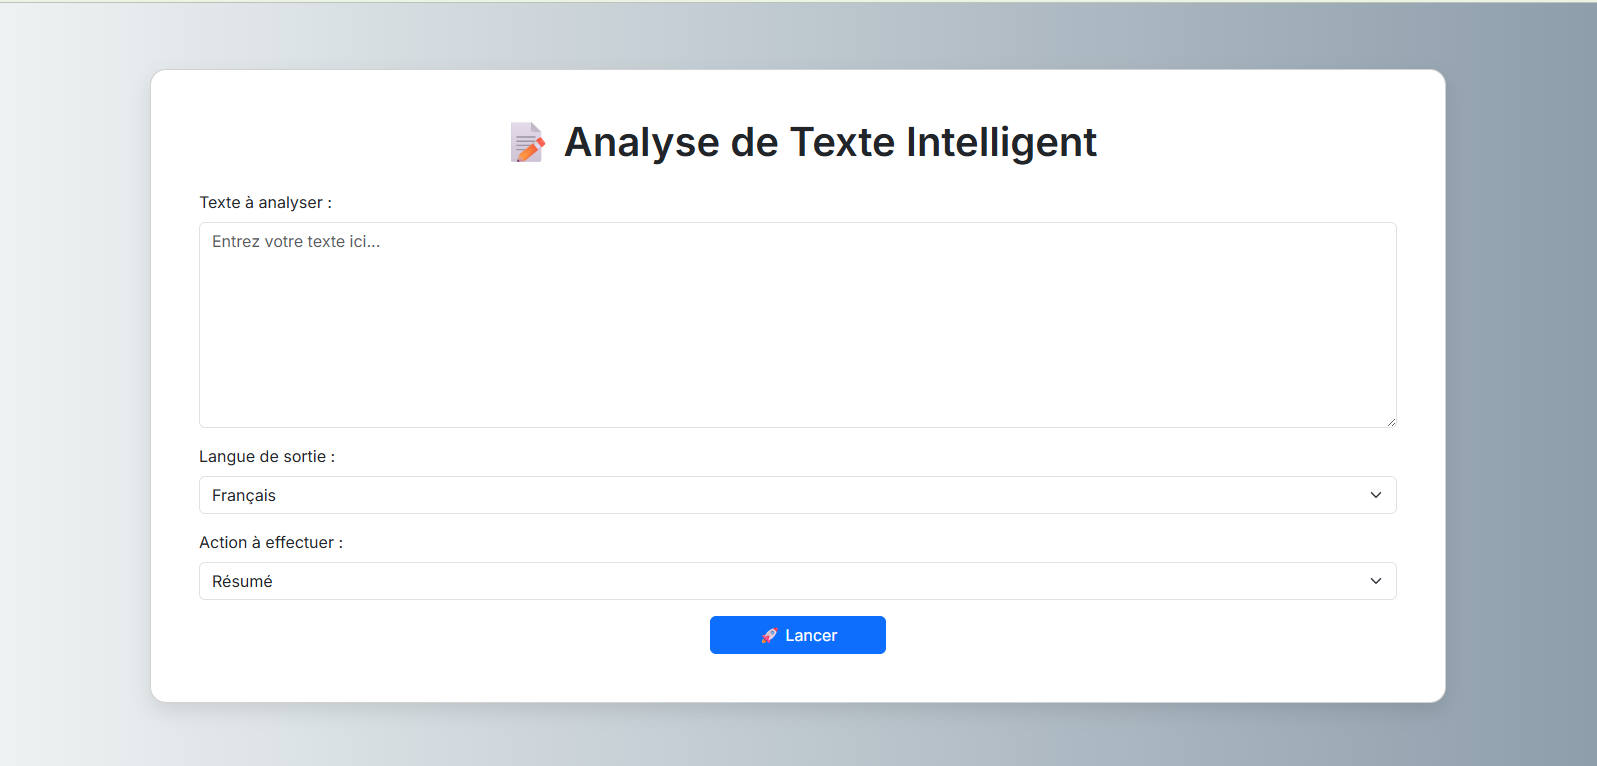 📝 Analyse de Texte Intelligent
Texte à analyser :
Entrez votre texte ici...
Langue de sortie :
Français
Action à effectuer :
Résumé
🚀 Lancer